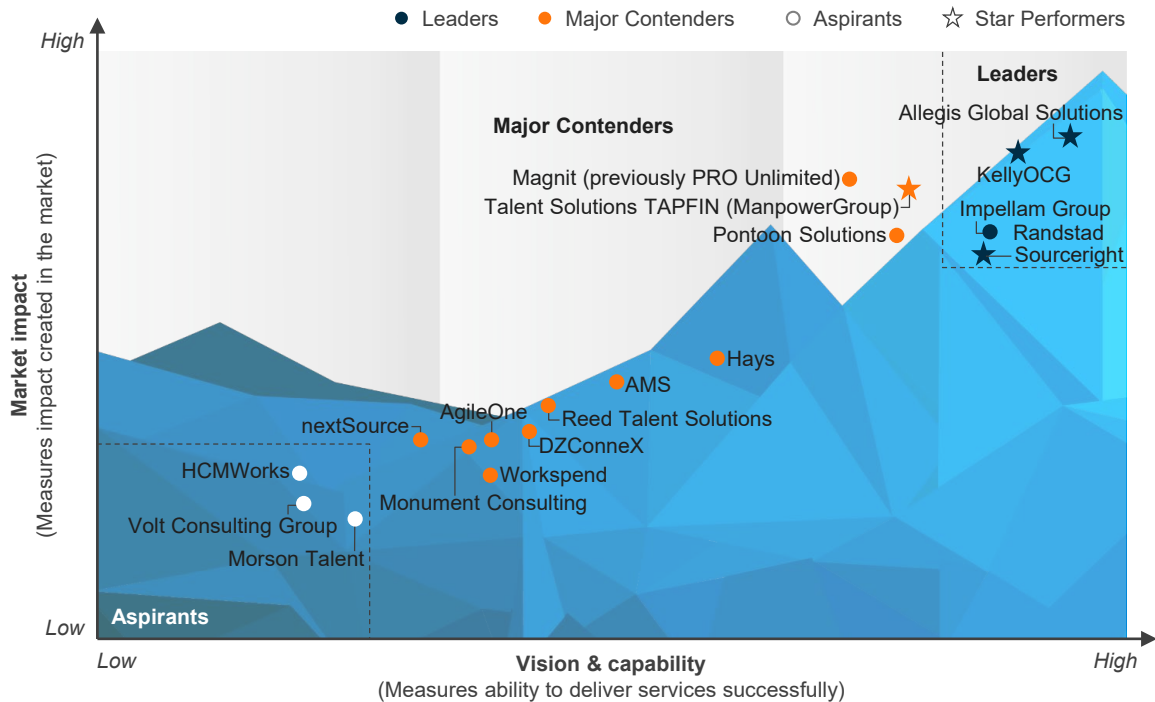 Leaders
Major Contenders
Aspirants
Star Performers
High
Leaders
Allegis Global Solutions
Major Contenders
KellyOCG
Magnit (previously PRO Unlimited)
Talent Solutions TAPFIN (ManpowerGroup)
Impellam Group
Pontoon Solutions
Randstad
Sourceright
Market impact
(Measures impact created in the market)
Hays
AMS
AgileOne
Reed Talent Solutions
nextSource
DZConneX
HCMWorks
Workspend
Monument Consulting
Volt Consulting Group
Morson Talent
Aspirants
Low
Low
Vision & capability
High
(Measures ability to deliver services successfully)